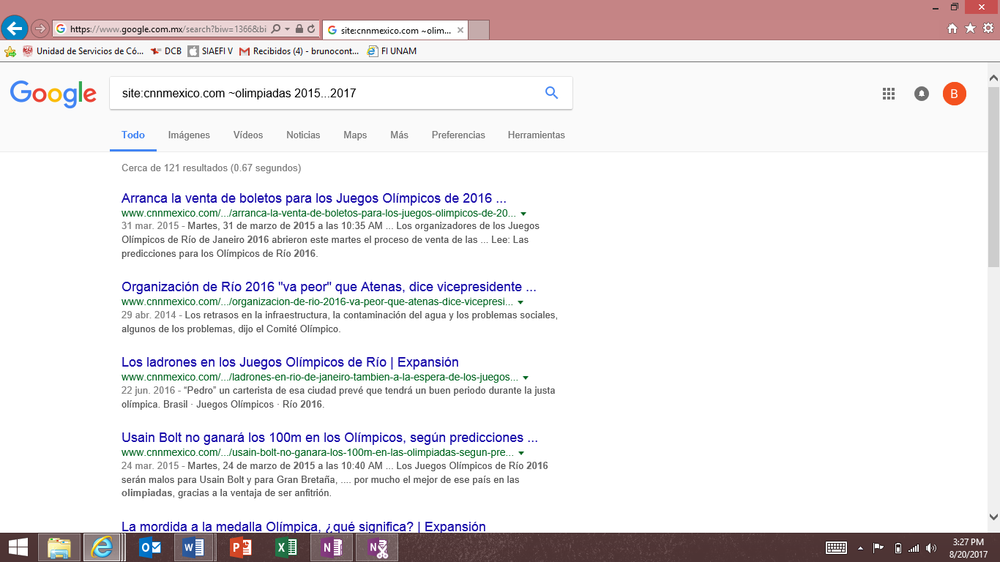 https://www.google.com.mx/search?biw=1366&bi
site:cnnmexico.com ~olim...
Unidad de Servicios de Có... DCB SIAEFI V Recibidos (4) - brunocont... FI UNAM
Google
site:cnnmexico.com ~olimpiadas 2015...2017
B
Todo Imágenes Vídeos Noticias Maps Más Preferencias Herramientas
Cerca de 121 resultados (0.67 segundos)
Arranca la venta de boletos para los Juegos Olímpicos de 2016 ...
www.cnnmexico.com/.../arranca-la-venta-de-boletos-para-los-juegos-olimpicos-de-20...
31 mar. 2015 - Martes, 31 de marzo de 2015 a las 10:35 AM ... Los organizadores de los Juegos
Olímpicos de Río de Janeiro 2016 abrieron este martes el proceso de venta de las ... Lee: Las
predicciones para los Olímpicos de Río 2016.
Organización de Río 2016 "va peor" que Atenas, dice vicepresidente ...
www.cnnmexico.com/.../organizacion-de-rio-2016-va-peor-que-atenas-dice-vicepresi...
29 abr. 2014 - Los retrasos en la infraestructura, la contaminación del agua y los problemas sociales,
algunos de los problemas, dijo el Comité Olímpico.
Los ladrones en los Juegos Olímpicos de Río | Expansión
www.cnnmexico.com/.../ladrones-en-rio-de-janeiro-tambien-a-la-espera-de-los-juegos...
22 jun. 2016 - “Pedro” un carterista de esa ciudad prevé que tendrá un buen periodo durante la justa
olímpica. Brasil · Juegos Olímpicos · Río 2016.
Usain Bolt no ganará los 100m en los Olímpicos, según predicciones ...
www.cnnmexico.com/.../usain-bolt-no-ganara-los-100m-en-las-olimpiadas-segun-pre...
24 mar. 2015 - Martes, 24 de marzo de 2015 a las 10:40 AM ... Los Juegos Olímpicos de Río 2016
serán malos para Usain Bolt y para Gran Bretaña, .... por mucho el mejor de ese país en las
olimpiadas, gracias a la ventaja de ser anfitrión.
La mordida a la medalla Olímpica, ¿qué significa? | Expansión
3:27 PM
8/20/2017